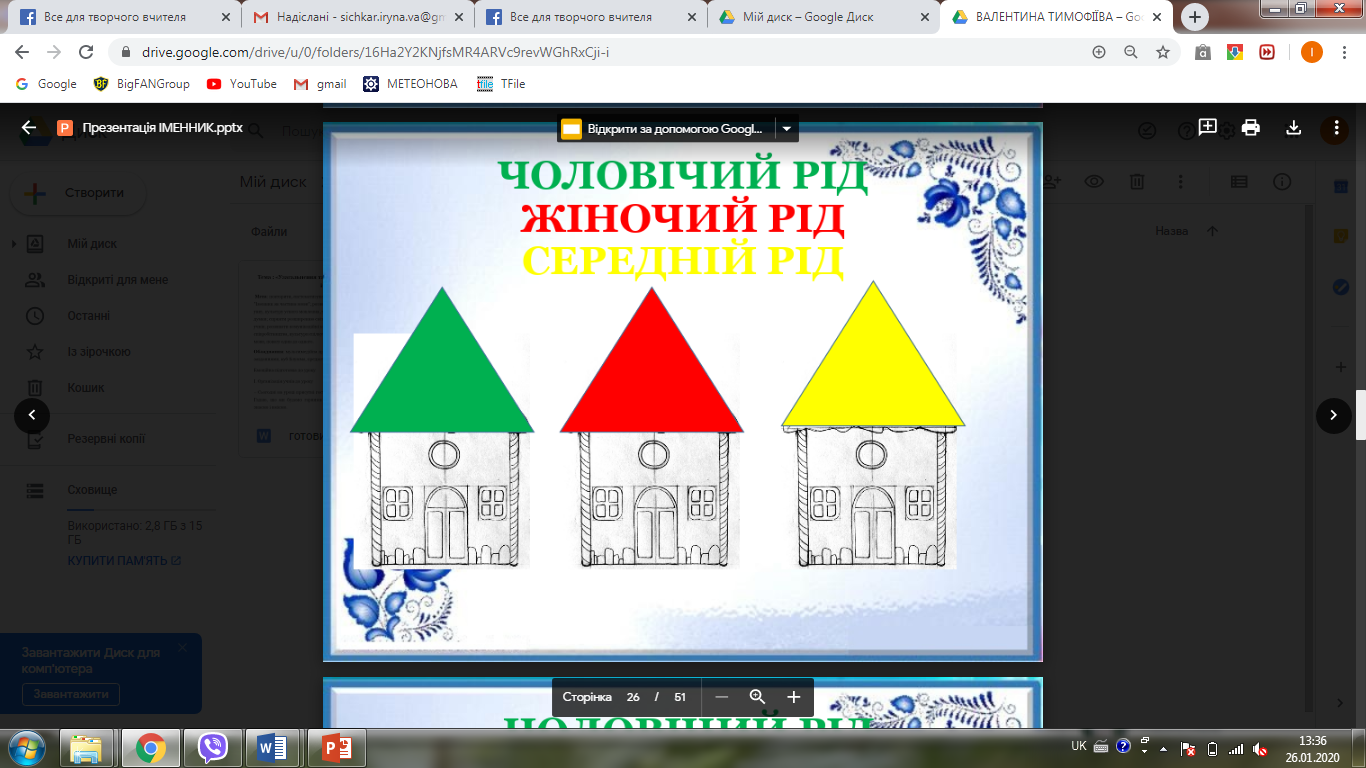 Все для творчого вчителя
Надіслані - sichkar.iryna.va@gm
Все для творчого вчителя
Мій диск – Google Диск
ВАЛЕНТИНА ТИМОФІЇВА – Goo
drive.google.com/drive/u/0/folders/16Ha2Y2KNjfsMR4ARVc9revWGhRxCji-i
Google
BigFANGroup
YouTube
gmail
МЕТЕОНОВА
TFile
Презентація ІМЕННИК.pptx
Відкрити за допомогою Googl...
Створити
Мій диск
Файли
Назва
Мій диск
Відкриті для мене
Останні
Із зірочкою
Кошик
Резервні копії
Сховище
Використано: 2,8 ГБ з 15
ГБ
КУПИТИ ПАМ'ЯТЬ
Завантажити Диск для
комп'ютера
Завантажити
ЧОЛОВІЧИЙ РІД
ЖІНОЧИЙ РІД
СЕРЕДНІЙ РІД
Сторінка 26 / 51
ЧОЛОВІЧИЙ РІД
UK
13:36
26.01.2020